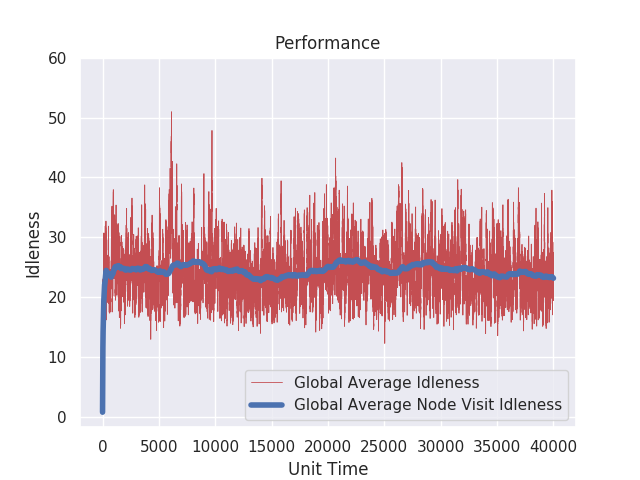 Performance
60
50
40
30
20
10
0
Idleness
Global Average Idleness
Global Average Node Visit Idleness
0 5000 10000 15000 20000 25000 30000 35000 40000
Unit Time